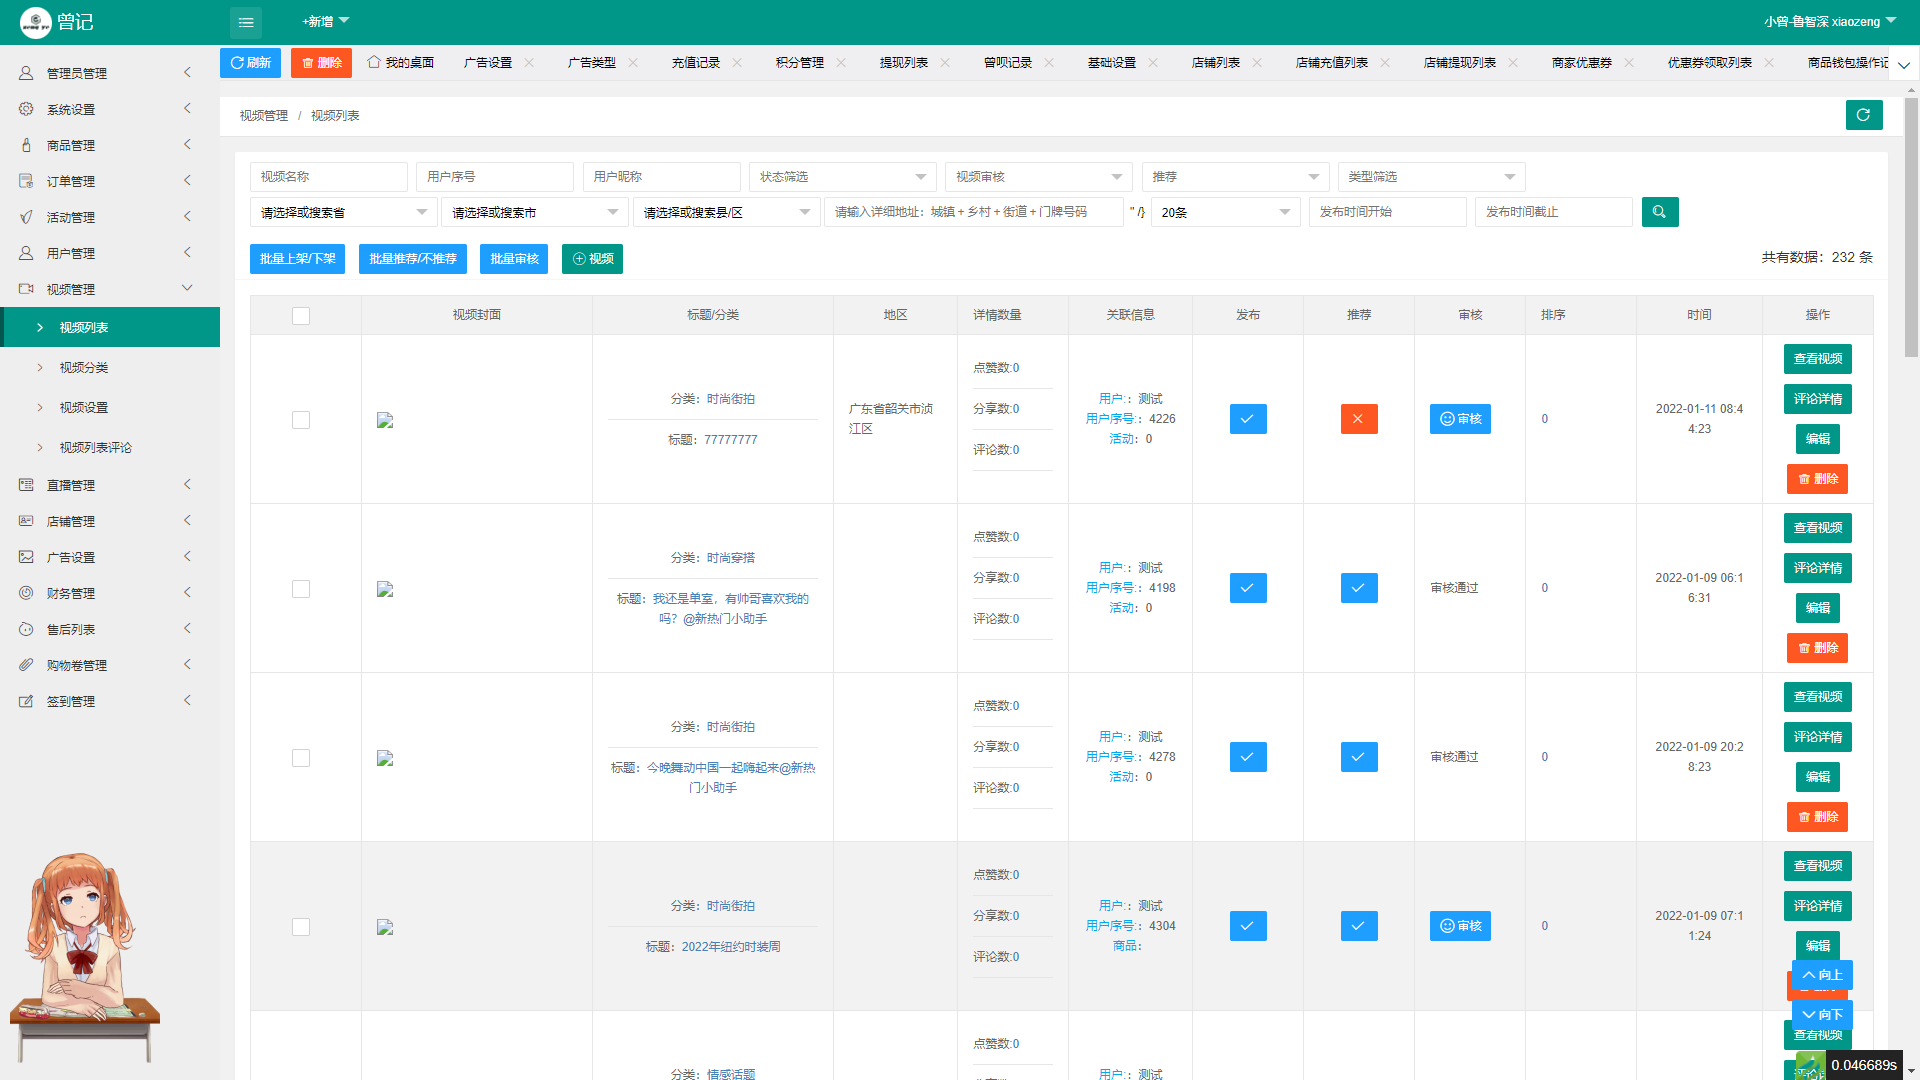 曾记
+新增
小曾-鲁智深 xiaozeng
刷新
删除
我的桌面
广告设置
广告类型
充值记录
积分管理
提现列表
曾呗记录
基础设置
店铺列表
店铺充值列表
店铺提现列表
商家优惠券
优惠券领取列表
商品钱包操作记
管理员管理
系统设置
商品管理
订单管理
活动管理
用户管理
视频管理
视频列表
视频分类
视频设置
视频列表评论
直播管理
店铺管理
广告设置
财务管理
售后列表
购物卷管理
签到管理
视频管理 / 视频列表
视频名称
用户序号
用户昵称
状态筛选
视频审核
推荐
类型筛选
请选择或搜索省
请选择或搜索市
请选择或搜索县/区
请输入详细地址：城镇+乡村+街道+门牌号码
" /}
20条
发布时间开始
发布时间截止
批量上架/下架
批量推荐/不推荐
批量审核
视频
共有数据：232 条
视频封面
标题/分类
地区
详情数量
关联信息
发布
推荐
审核
排序
时间
操作
分类：时尚街拍
标题：77777777
广东省韶关市浈
江区
点赞数:0
分享数:0
评论数:0
用户:：测试
用户序号:：4226
活动：0
审核
0
2022-01-11 08:4
4:23
查看视频
评论详情
编辑
删除
分类：时尚穿搭
标题：我还是单室，有帅哥喜欢我的
吗？@新热门小助手
点赞数:0
分享数:0
评论数:0
用户:：测试
用户序号:：4198
活动：0
审核通过
0
2022-01-09 06:1
6:31
查看视频
评论详情
编辑
删除
分类：时尚街拍
标题：今晚舞动中国一起嗨起来@新热
门小助手
点赞数:0
分享数:0
评论数:0
用户:：测试
用户序号:：4278
活动：0
审核通过
0
2022-01-09 20:2
8:23
查看视频
评论详情
编辑
删除
分类：时尚街拍
标题：2022年纽约时装周
点赞数:0
分享数:0
评论数:0
用户:：测试
用户序号:：4304
商品：
审核
0
2022-01-09 07:1
1:24
查看视频
评论详情
编辑
向上
向下
分类：情感话题
点赞数:0
用户:：测试
查看视频
0.046689s